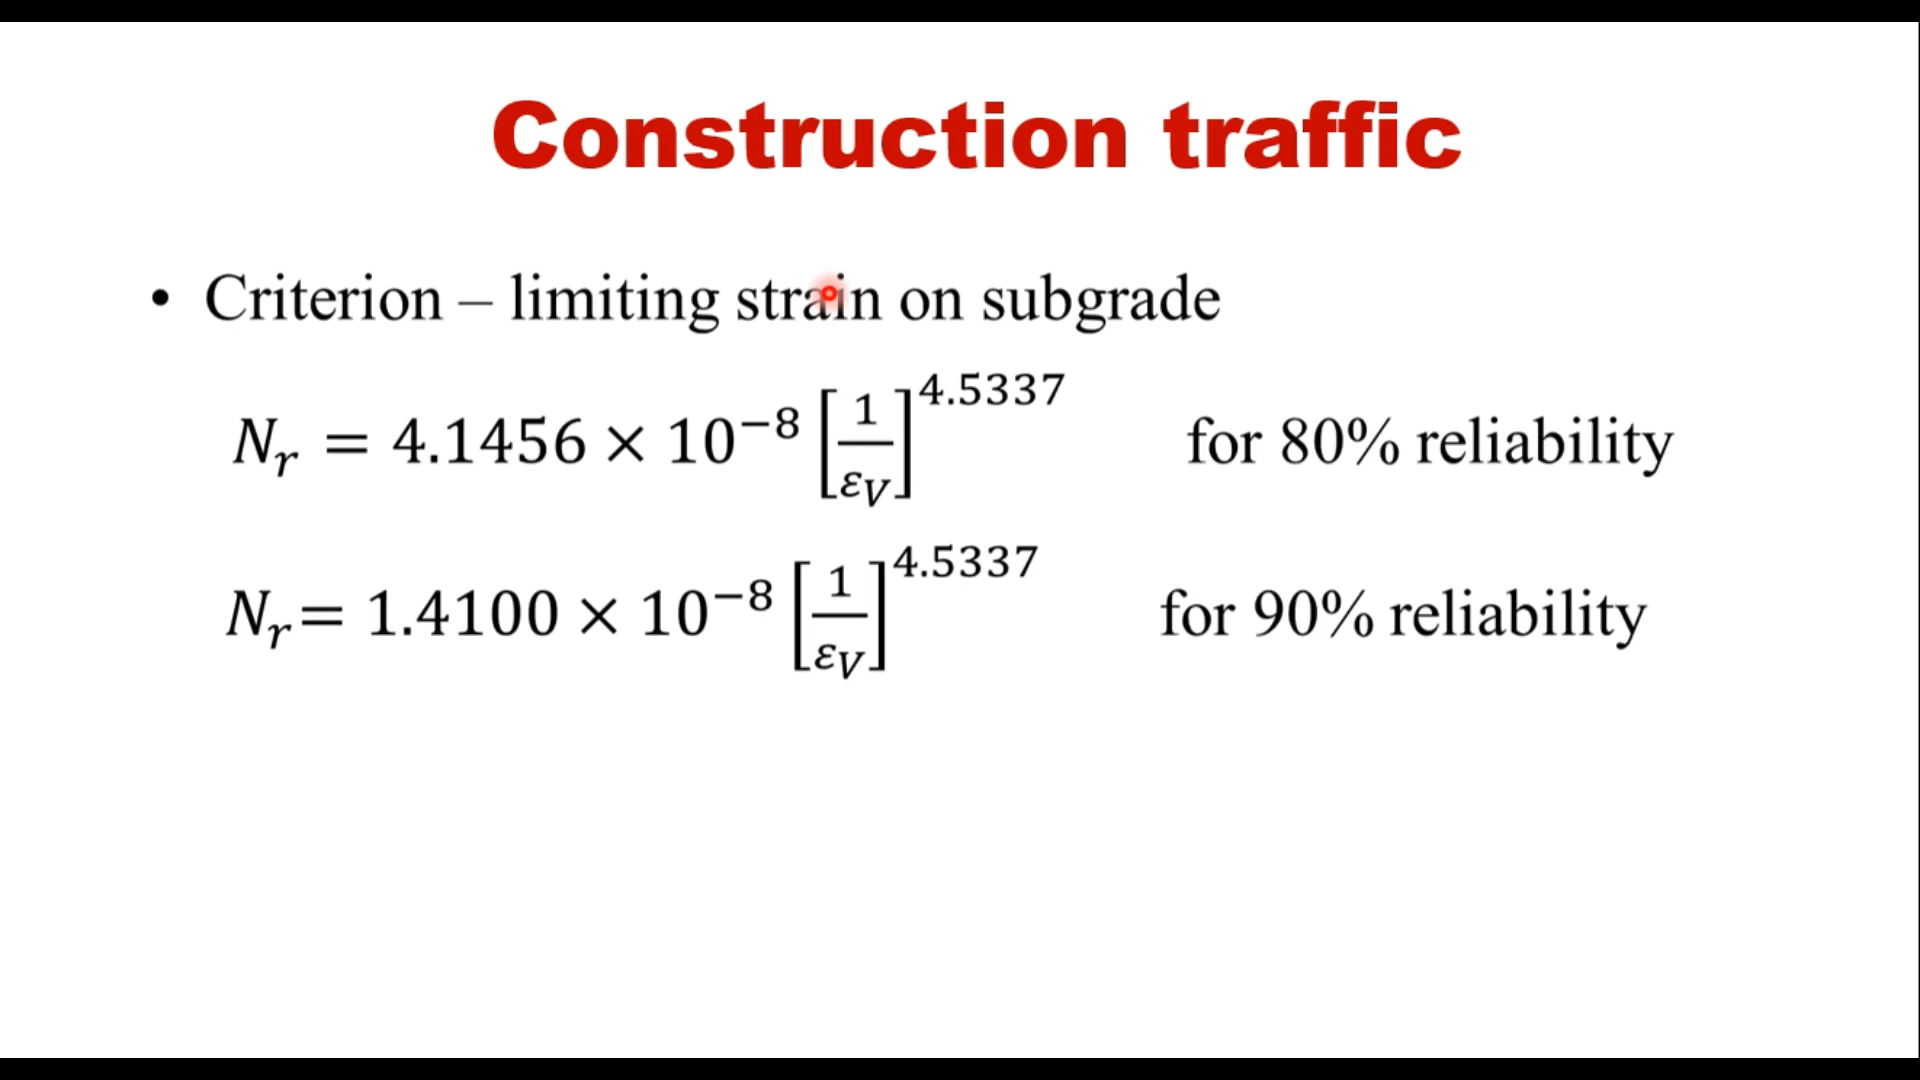 Construction traffic
• Criterion – limiting strain on subgrade
N_r = 4.1456 × 10^−8 [1/ε_V]^4.5337 for 80% reliability
N_r = 1.4100 × 10^−8 [1/ε_V]^4.5337 for 90% reliability